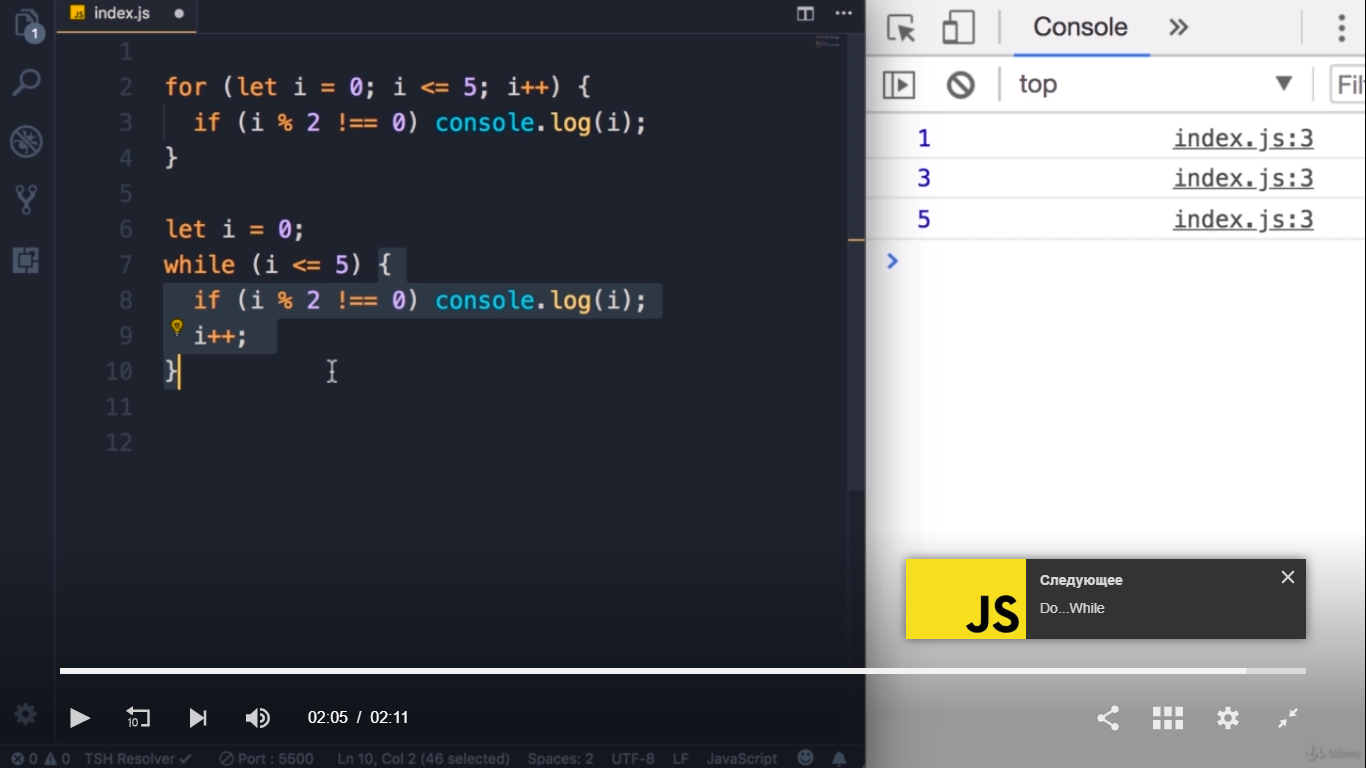 1
JS index.js
1
2 for (let i = 0; i <= 5; i++) {
3 if (i % 2 !== 0) console.log(i);
4 }
5
6 let i = 0;
7 while (i <= 5) {
8 if (i % 2 !== 0) console.log(i);
9 i++;
10 }
11
12
Console
top
Fil
1 index.js:3
3 index.js:3
5 index.js:3
JS
Следующее
Do...While
10
02:05 / 02:11
0 0 TSH Resolver Port : 5500 Ln 10, Col 2 (46 selected) Spaces: 2 UTF-8 LF JavaScript
Udemy